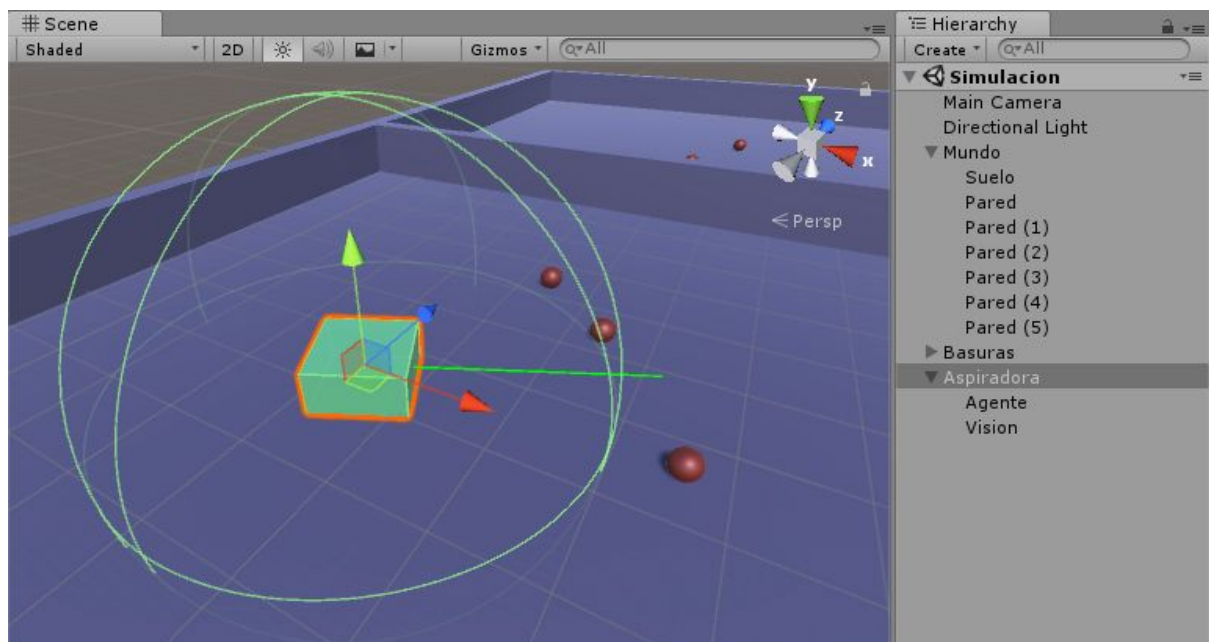 Scene
Shaded 2D Gizmos All
y
z
x
Persp
Hierarchy
Create All
Simulacion
Main Camera
Directional Light
Mundo
Suelo
Pared
Pared (1)
Pared (2)
Pared (3)
Pared (4)
Pared (5)
Basuras
Aspiradora
Agente
Vision